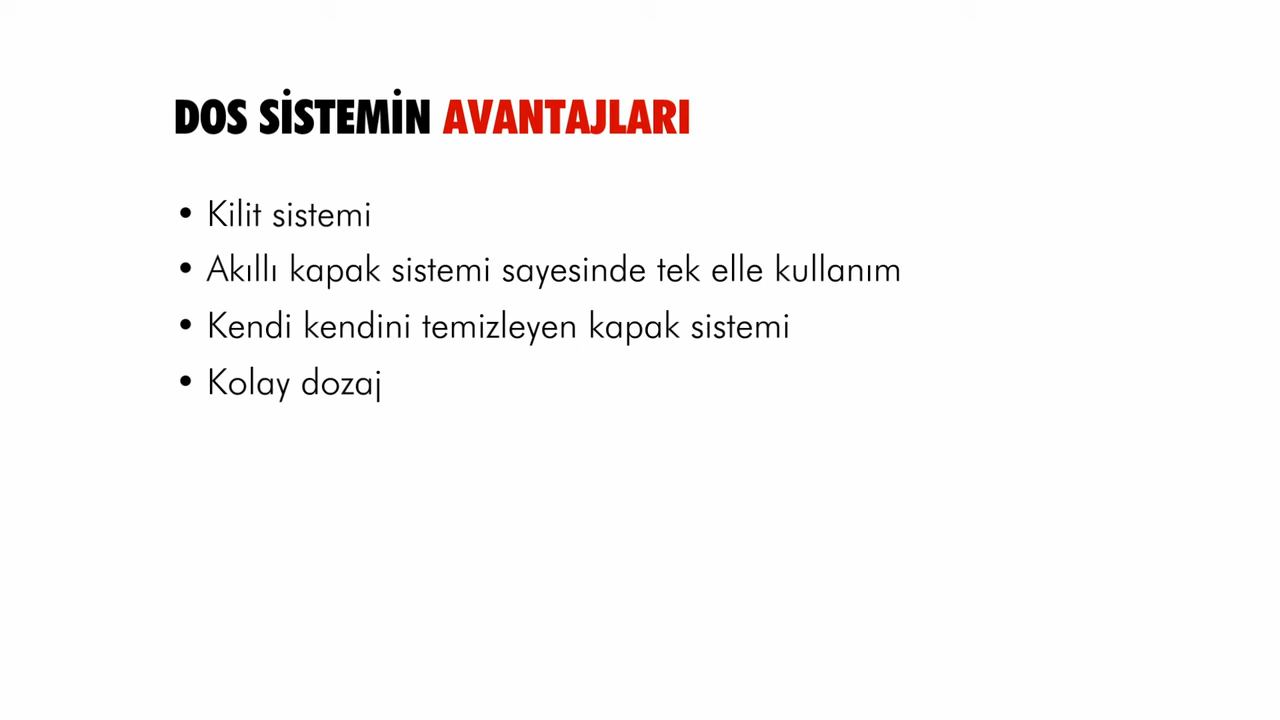 DOS SİSTEMİN AVANTAJLARI
• Kilit sistemi
• Akıllı kapak sistemi sayesinde tek elle kullanım
• Kendi kendini temizleyen kapak sistemi
• Kolay dozaj